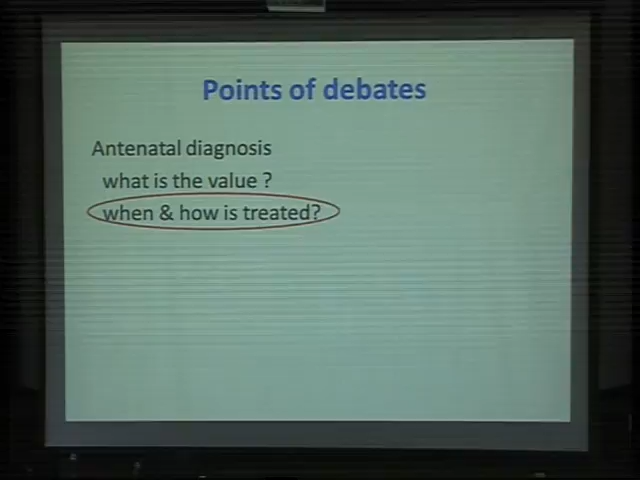 Points of debates
Antenatal diagnosis
what is the value ?
when & how is treated?